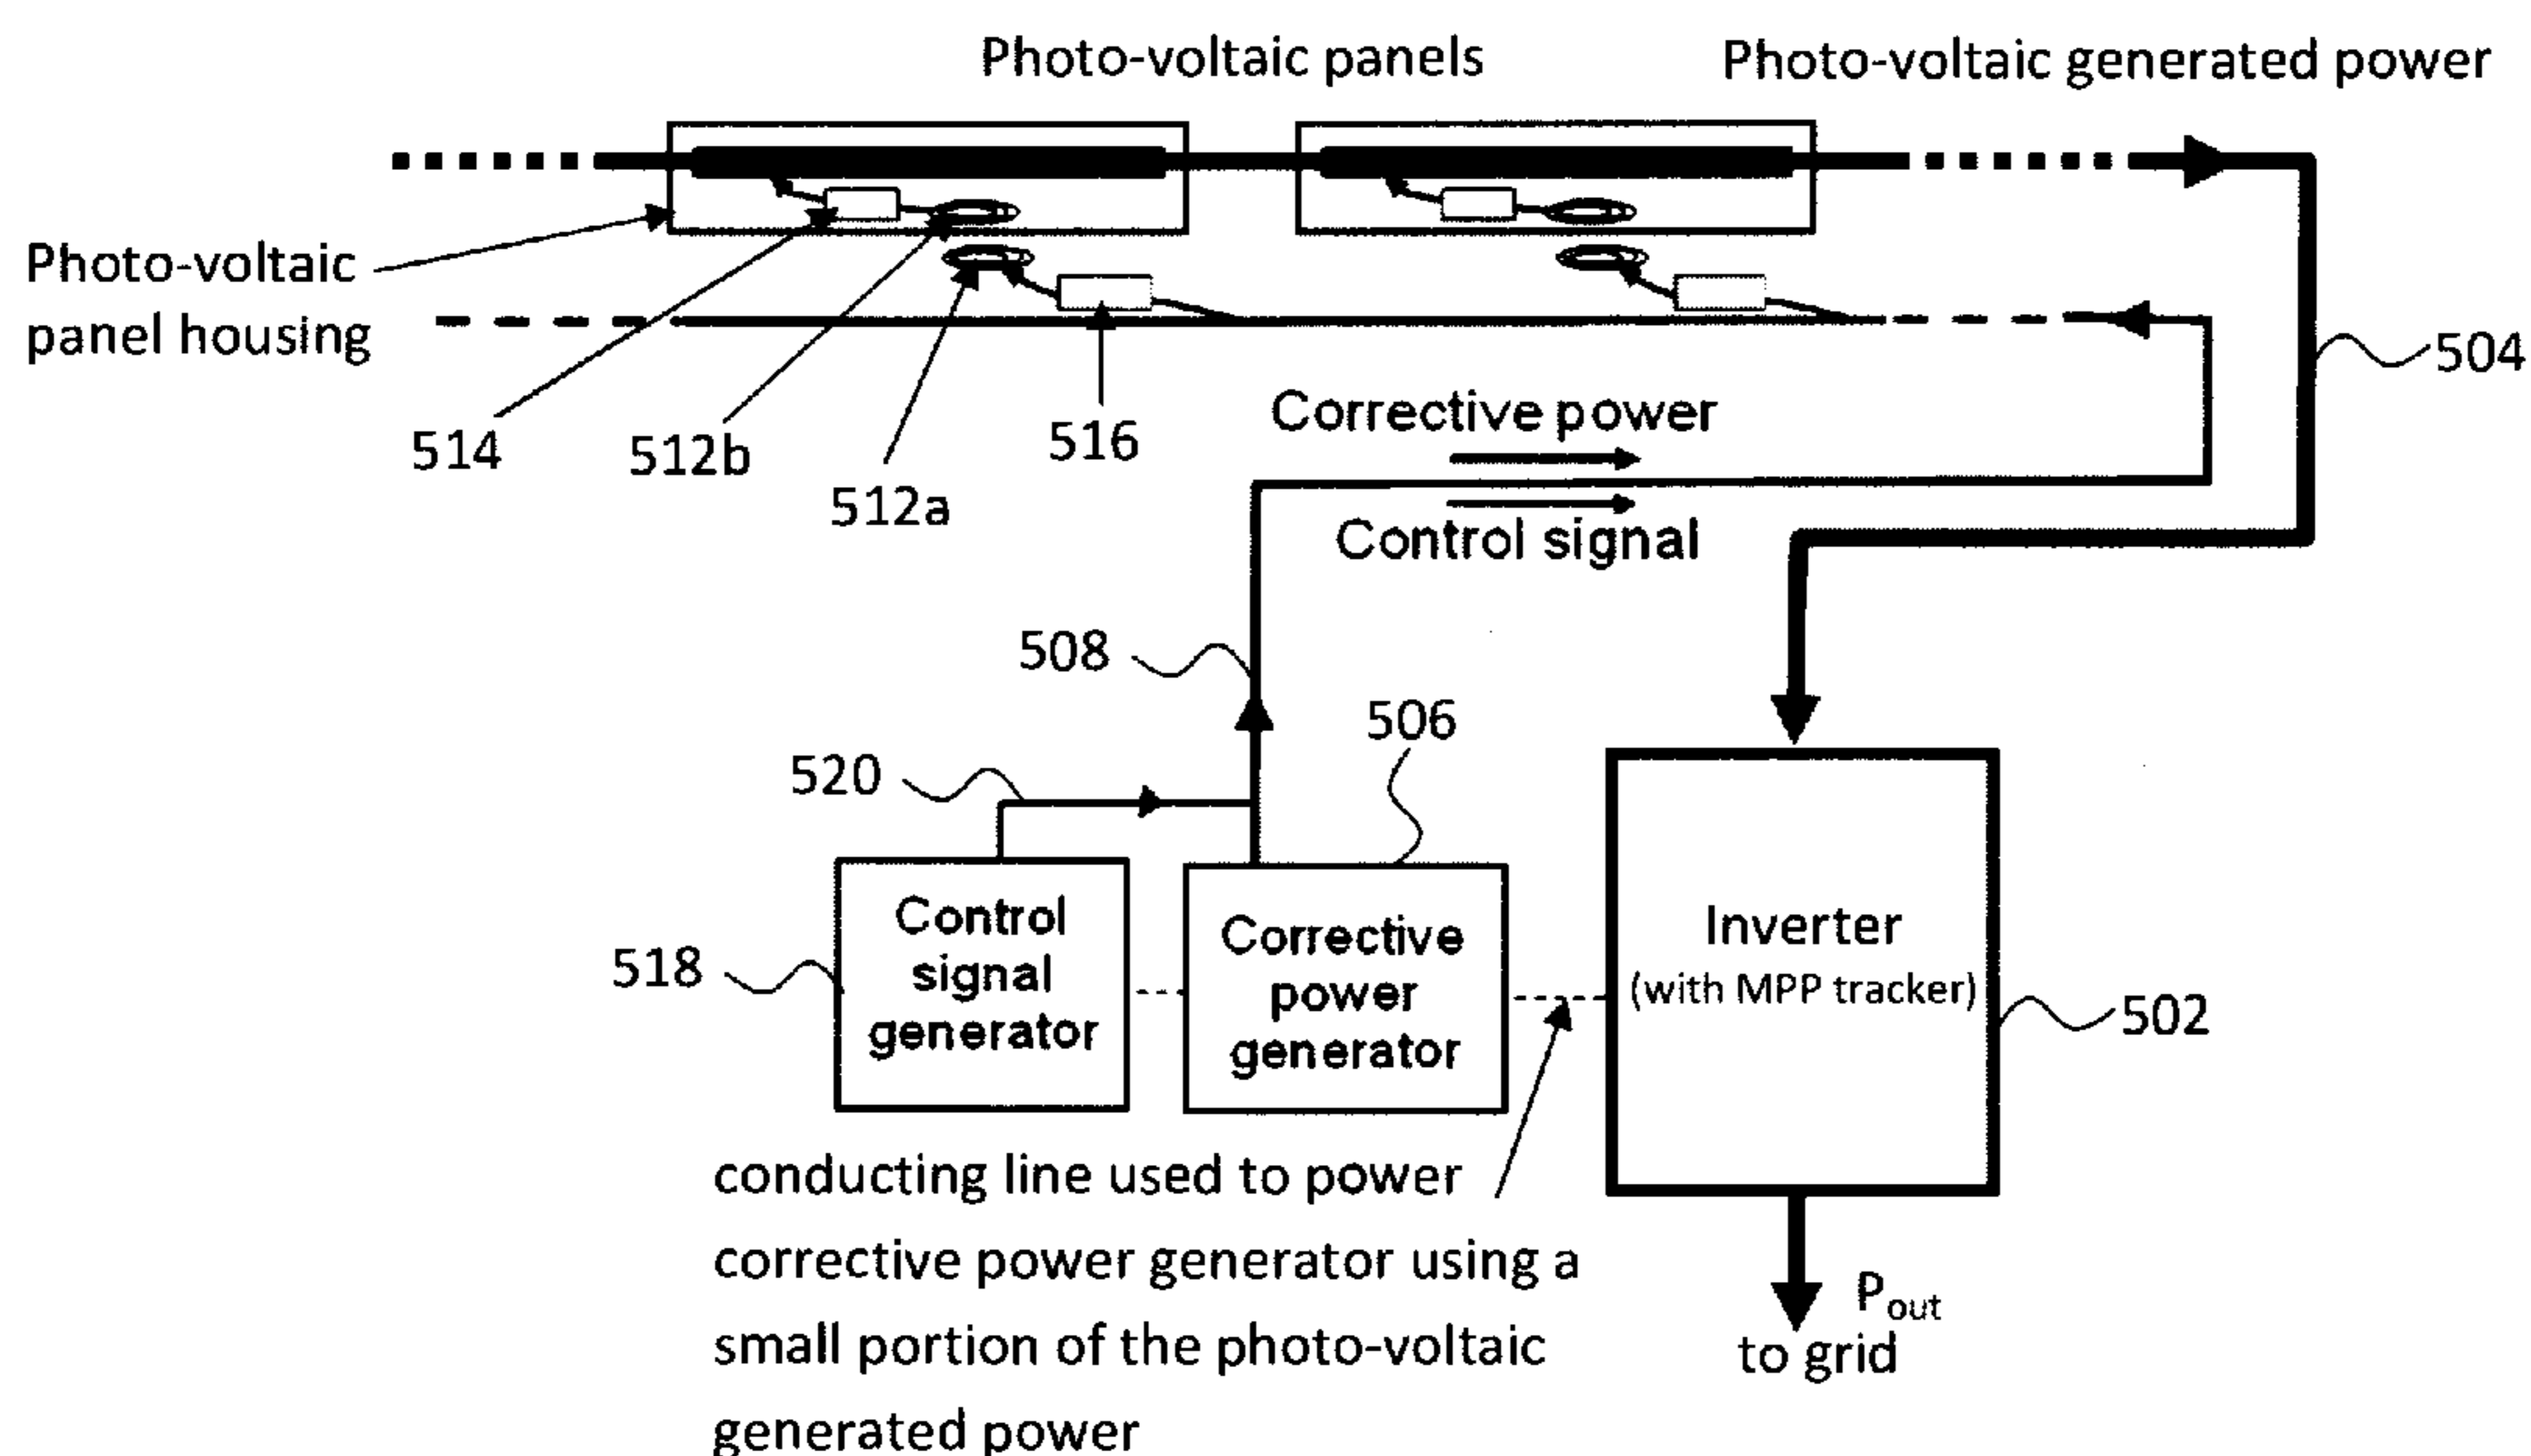 Photo-voltaic panels
Photo-voltaic generated power
Photo-voltaic
panel housing
504
514
512b
512a
516
Corrective power
Control signal
508
506
520
518
Control
signal
generator
Corrective
power
generator
Inverter
(with MPP tracker)
502
conducting line used to power
corrective power generator using a
small portion of the photo-voltaic
generated power
Pout
to grid